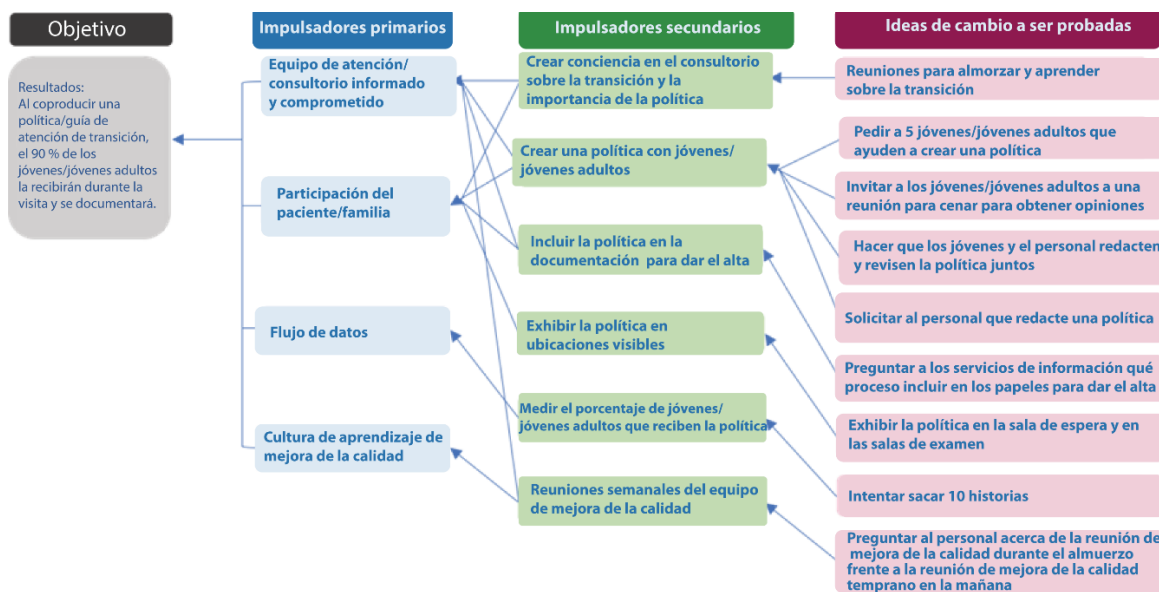 Objetivo
Resultados:
Al coproducir una
política/guía de
atención de transición,
el 90 % de los
jóvenes/jóvenes adultos
la recibirán durante la
visita y se documentará.
Impulsadores primarios
Equipo de atención/
consultorio informado
y comprometido
Participación del
paciente/familia
Flujo de datos
Cultura de aprendizaje de
mejora de la calidad
Impulsadores secundarios
Crear conciencia en el consultorio
sobre la transición y la
importancia de la política
Crear una política con jóvenes/
jóvenes adultos
Incluir la política en la
documentación para dar el alta
Exhibir la política en
ubicaciones visibles
Medir el porcentaje de jóvenes/
jóvenes adultos que reciben la política
Reuniones semanales del equipo
de mejora de la calidad
Ideas de cambio a ser probadas
Reuniones para almorzar y aprender
sobre la transición
Pedir a 5 jóvenes/jóvenes adultos que
ayuden a crear una política
Invitar a los jóvenes/jóvenes adultos a una
reunión para cenar para obtener opiniones
Hacer que los jóvenes y el personal redacten
y revisen la política juntos
Solicitar al personal que redacte una política
Preguntar a los servicios de información qué
proceso incluir en los papeles para dar el alta
Exhibir la política en la sala de espera y en
las salas de examen
Intentar sacar 10 historias
Preguntar al personal acerca de la reunión de
mejora de la calidad durante el almuerzo
frente a la reunión de mejora de la calidad
temprano en la mañana